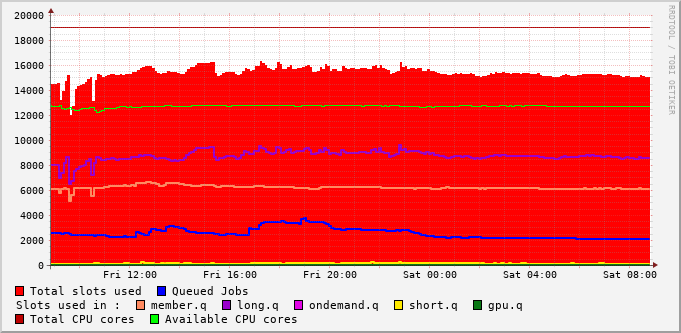 20000
18000
16000
14000
12000
10000
8000
6000
4000
2000
0
Fri 12:00 Fri 16:00 Fri 20:00 Sat 00:00 Sat 04:00 Sat 08:00
RRDTOOL / TOBI OETIKER
Total slots used Queued Jobs
Slots used in : member.q long.q ondemand.q short.q gpu.q
Total CPU cores Available CPU cores